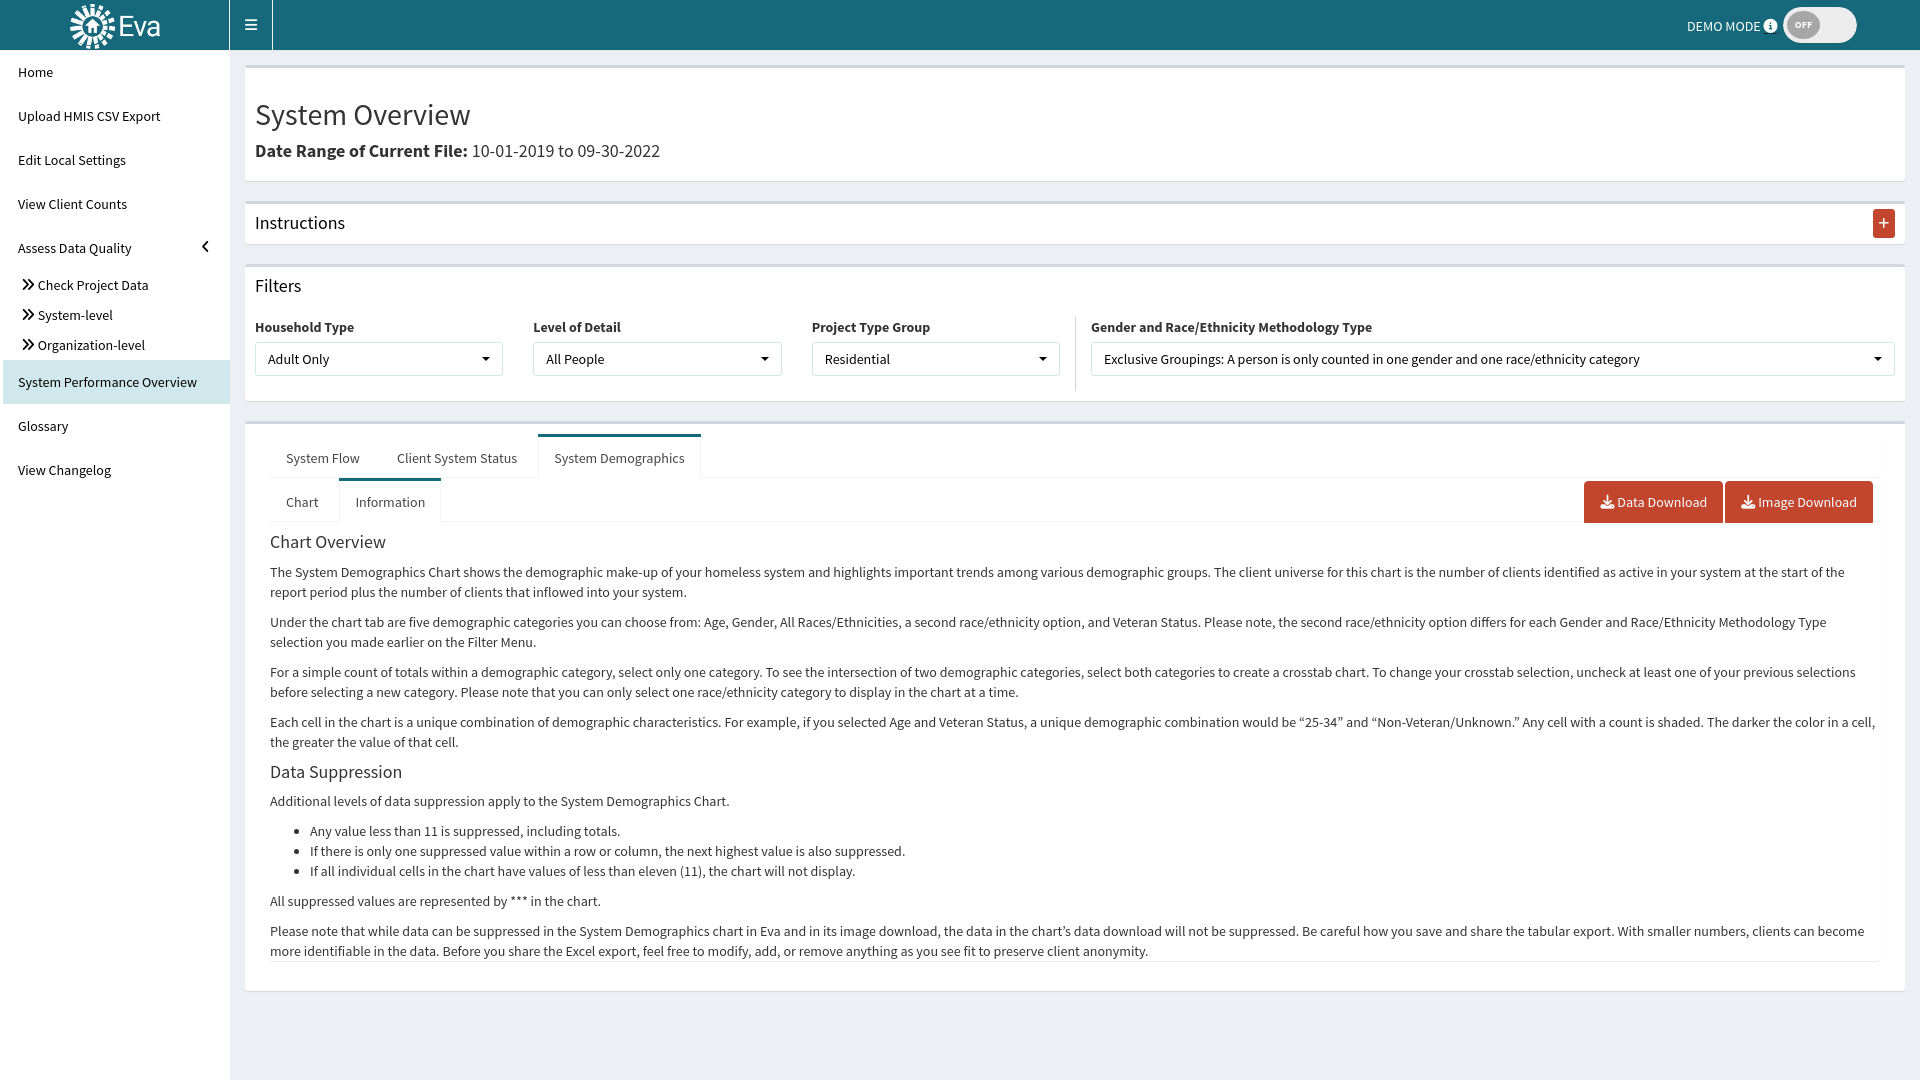 Eva
DEMO MODE
OFF
Home
Upload HMIS CSV Export
Edit Local Settings
View Client Counts
Assess Data Quality
Check Project Data
System-level
Organization-level
System Performance Overview
Glossary
View Changelog
System Overview
Date Range of Current File: 10-01-2019 to 09-30-2022
Instructions
+
Filters
Household Type
Level of Detail
Project Type Group
Gender and Race/Ethnicity Methodology Type
Adult Only
All People
Residential
Exclusive Groupings: A person is only counted in one gender and one race/ethnicity category
System Flow
Client System Status
System Demographics
Chart
Information
Data Download
Image Download
Chart Overview
The System Demographics Chart shows the demographic make-up of your homeless system and highlights important trends among various demographic groups. The client universe for this chart is the number of clients identified as active in your system at the start of the
report period plus the number of clients that inflowed into your system.
Under the chart tab are five demographic categories you can choose from: Age, Gender, All Races/Ethnicities, a second race/ethnicity option, and Veteran Status. Please note, the second race/ethnicity option differs for each Gender and Race/Ethnicity Methodology Type
selection you made earlier on the Filter Menu.
For a simple count of totals within a demographic category, select only one category. To see the intersection of two demographic categories, select both categories to create a crosstab chart. To change your crosstab selection, uncheck at least one of your previous selections
before selecting a new category. Please note that you can only select one race/ethnicity category to display in the chart at a time.
Each cell in the chart is a unique combination of demographic characteristics. For example, if you selected Age and Veteran Status, a unique demographic combination would be “25-34” and “Non-Veteran/Unknown.” Any cell with a count is shaded. The darker the color in a cell,
the greater the value of that cell.
Data Suppression
Additional levels of data suppression apply to the System Demographics Chart.
• Any value less than 11 is suppressed, including totals.
• If there is only one suppressed value within a row or column, the next highest value is also suppressed.
• If all individual cells in the chart have values of less than eleven (11), the chart will not display.
All suppressed values are represented by *** in the chart.
Please note that while data can be suppressed in the System Demographics chart in Eva and in its image download, the data in the chart’s data download will not be suppressed. Be careful how you save and share the tabular export. With smaller numbers, clients can become
more identifiable in the data. Before you share the Excel export, feel free to modify, add, or remove anything as you see fit to preserve client anonymity.